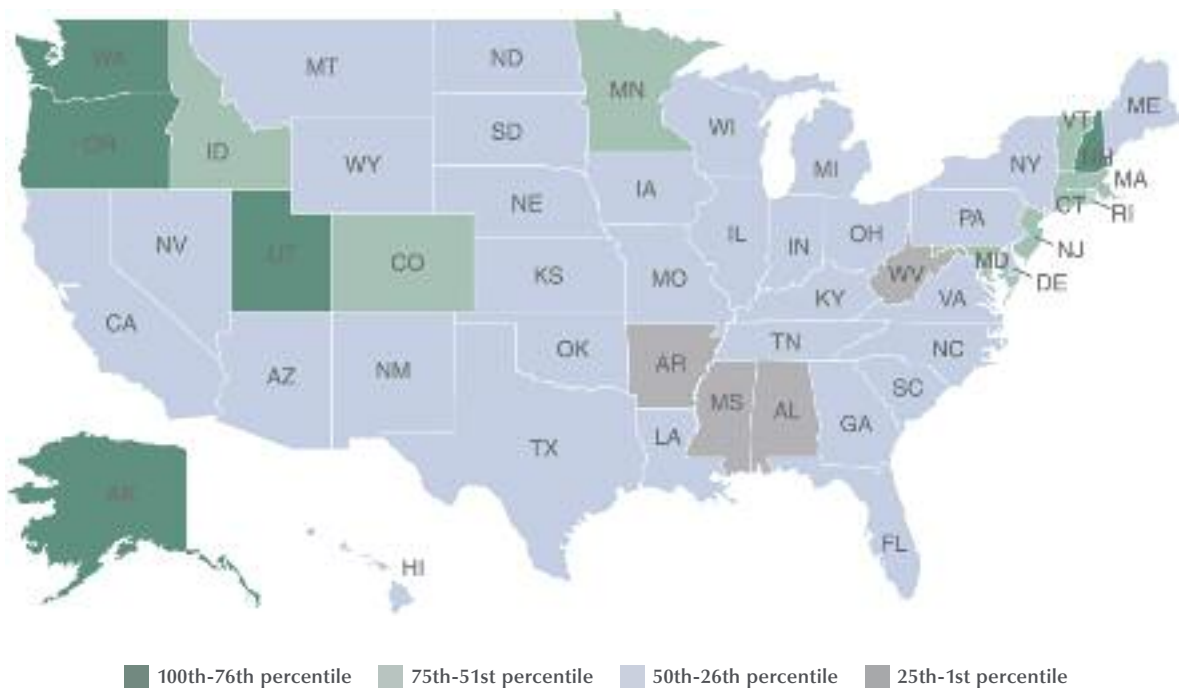 WA
MT
ND
MN
ME
VT
OR
ID
SD
WI
NH
WY
MI
NY
MA
IA
CT
RI
NE
PA
NV
IL
IN
OH
NJ
UT
CO
MD
KS
MO
WV
DE
KY
VA
CA
TN
NC
OK
AR
AZ
NM
SC
MS
AL
GA
LA
TX
AK
FL
HI
100th-76th percentile 75th-51st percentile 50th-26th percentile 25th-1st percentile